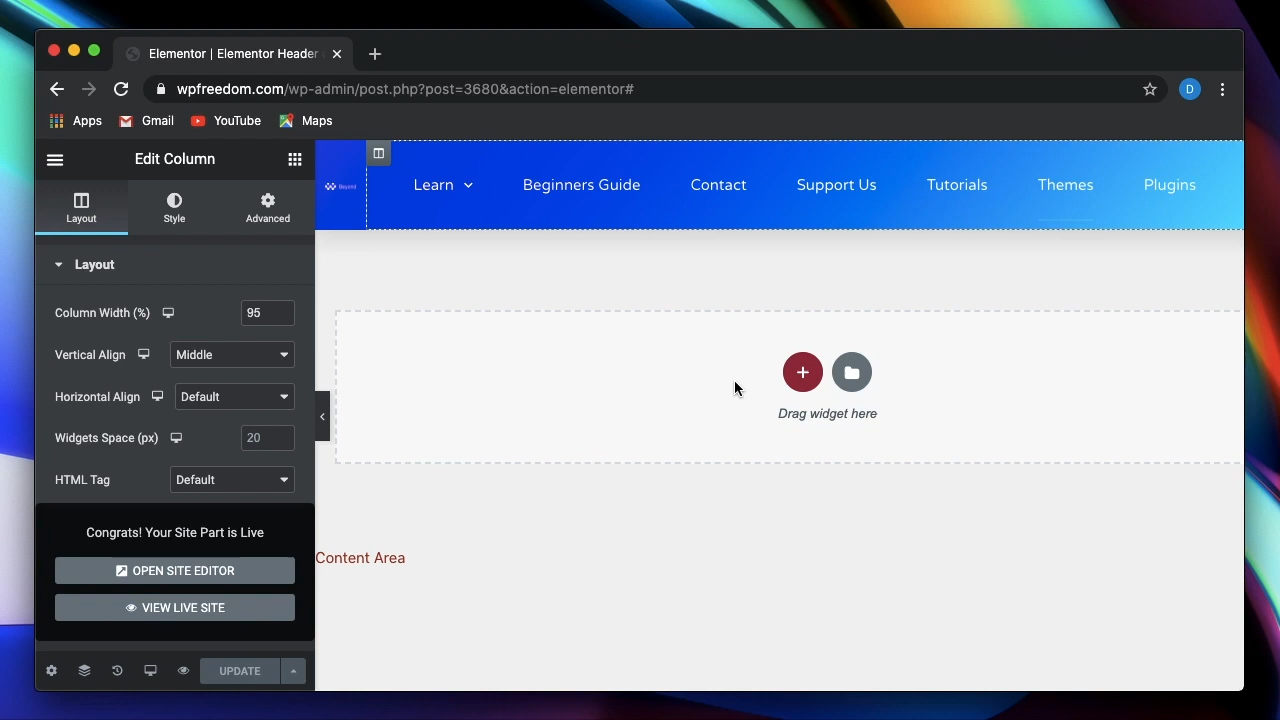 Elementor | Elementor Header
wpfreedom.com/wp-admin/post.php?post=3680&action=elementor#
D
Apps
Gmail
YouTube
Maps
Edit Column
Layout
Style
Advanced
Layout
Column Width (%)
95
Vertical Align
Middle
Horizontal Align
Default
Widgets Space (px)
20
HTML Tag
Default
Congrats! Your Site Part is Live
OPEN SITE EDITOR
VIEW LIVE SITE
UPDATE
Beyond
Learn
Beginners Guide
Contact
Support Us
Tutorials
Themes
Plugins
Drag widget here
Content Area